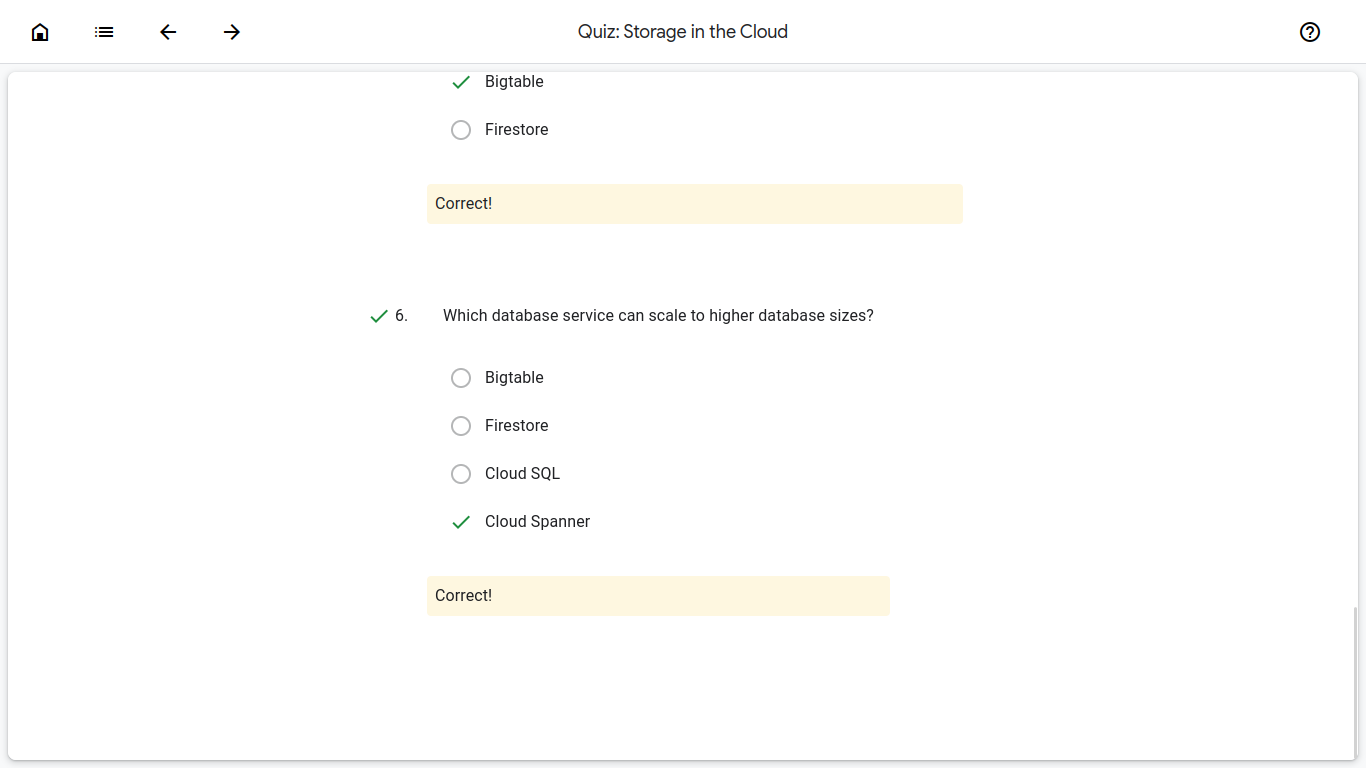 Quiz: Storage in the Cloud
Bigtable
Firestore
Correct!
6. Which database service can scale to higher database sizes?
Bigtable
Firestore
Cloud SQL
Cloud Spanner
Correct!